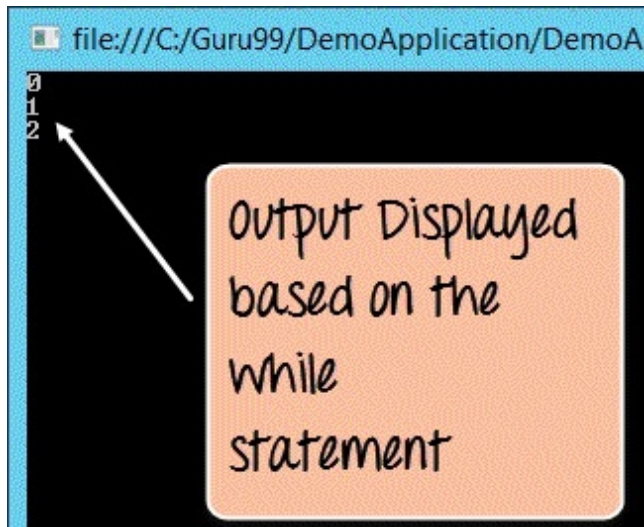 file:///C:/Guru99/DemoApplication/DemoA
0
1
2
Output Displayed
based on the
while
statement